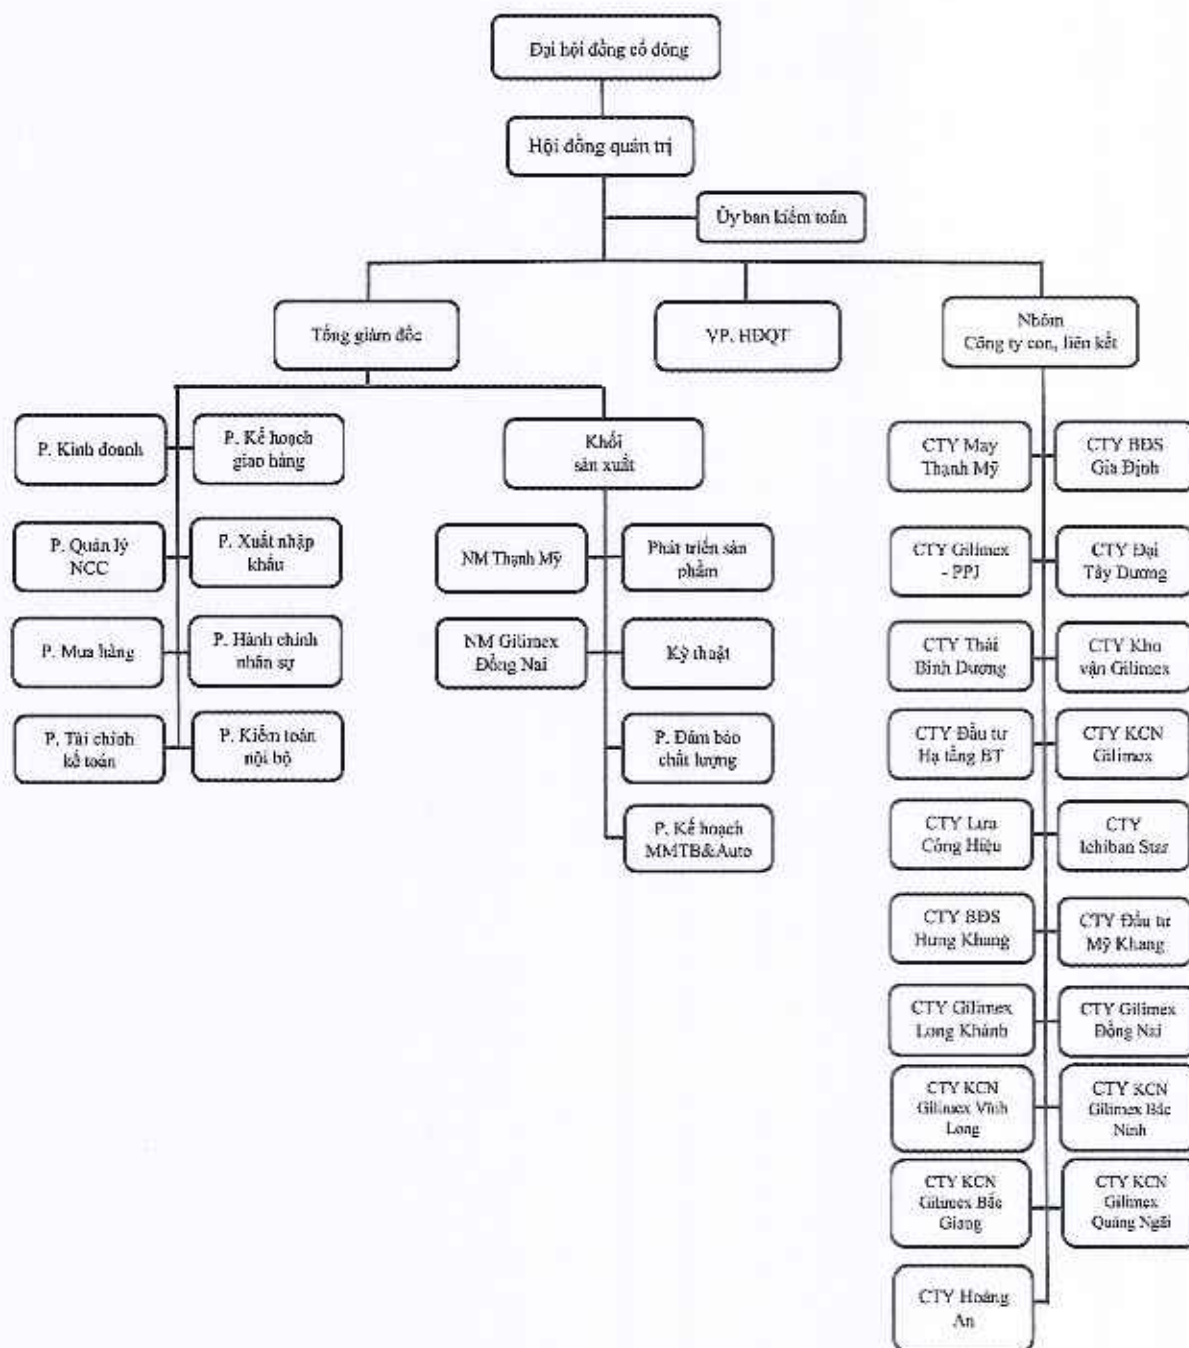 Đại hội đồng cổ đông
Hội đồng quản trị
Ủy ban kiểm toán
Tổng giám đốc
VP. HĐQT
Nhóm
Công ty con, liên kết
P. Kinh doanh
P. Kế hoạch
giao hàng
P. Quản lý
NCC
P. Xuất nhập
khẩu
P. Mua hàng
P. Hành chính
nhân sự
P. Tài chính
kế toán
P. Kiểm toán
nội bộ
Khối
sản xuất
NM Thạnh Mỹ
Phát triển sản
phẩm
NM Gilimex
Đồng Nai
Kỹ thuật
P. Đảm bảo
chất lượng
P. Kế hoạch
MMTB&Auto
CTY May
Thạnh Mỹ
CTY BĐS
Gia Định
CTY Gilimex
- PPJ
CTY Đại
Tây Dương
CTY Thái
Bình Dương
CTY Kho
vận Gilimex
CTY Đầu tư
Hạ tầng BT
CTY KCN
Gilimex
CTY Lưu
Công Hiệu
CTY
Ichiban Star
CTY BĐS
Hưng Khang
CTY Đầu tư
Mỹ Khang
CTY Gilimex
Long Khánh
CTY Gilimex
Đồng Nai
CTY KCN
Gilimex Vĩnh
Long
CTY KCN
Gilimex Bắc
Ninh
CTY KCN
Gilimex Bắc
Giang
CTY KCN
Gilimex
Quảng Ngãi
CTY Hoàng
An